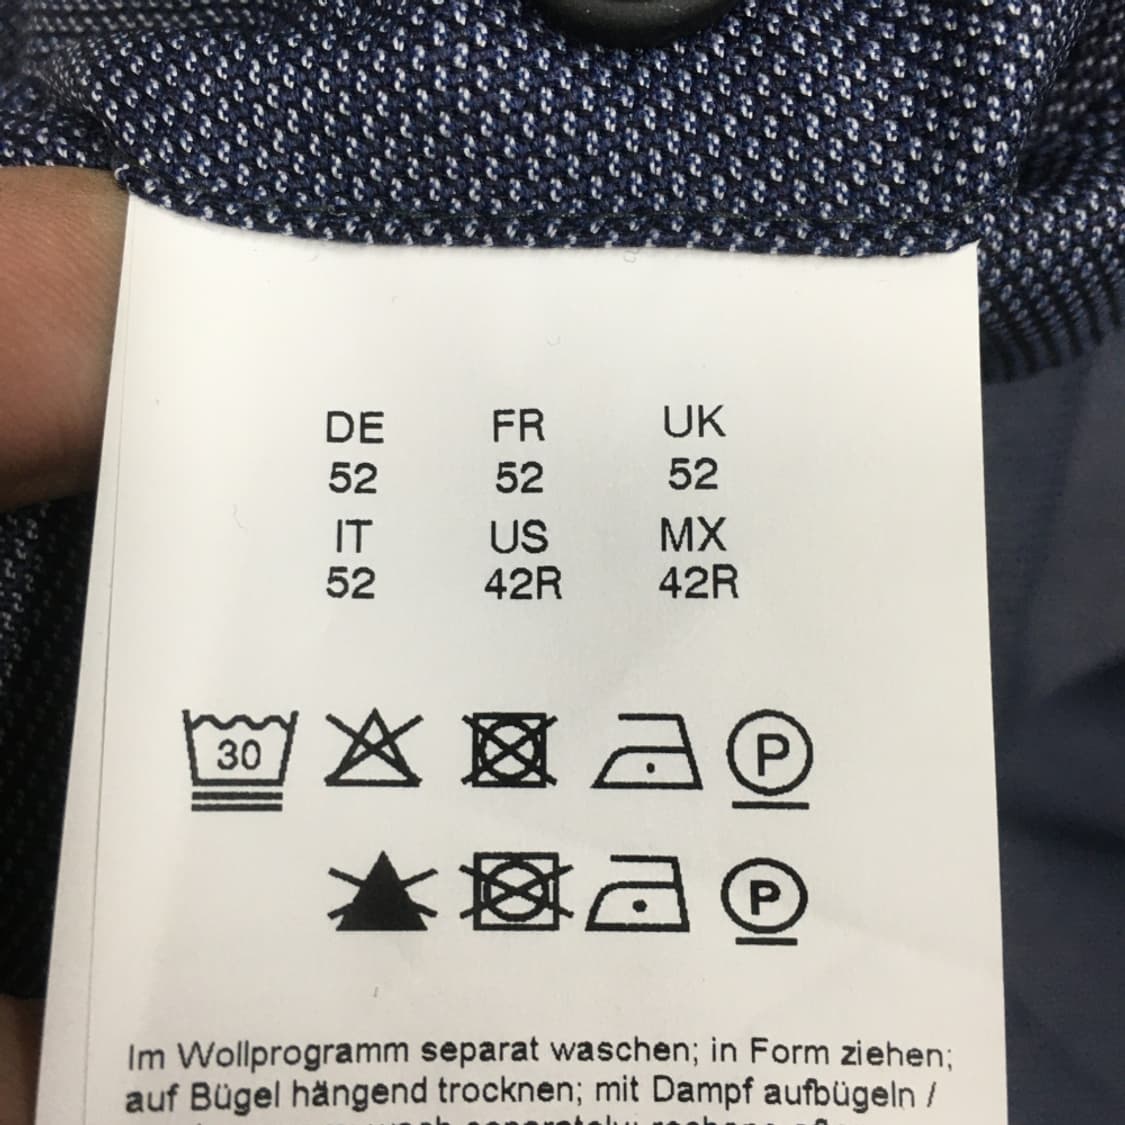 DE FR UK
52 52 52
IT US MX
52 42R 42R
30 P
P
Im Wollprogramm separat waschen; in Form ziehen;
auf Bügel hängend trocknen; mit Dampf aufbügeln /